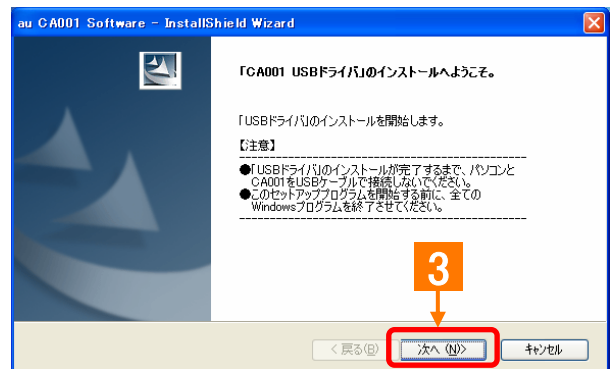 au CA001 Software - InstallShield Wizard
「CA001 USBドライバ」のインストールへようこそ。
「USBドライバ」のインストールを開始します。
【注意】
--------------------------------------------------
●「USBドライバ」のインストールが完了するまで、パソコンと
CA001をUSBケーブルで接続しないでください。
●このセットアッププログラムを開始する前に、全ての
Windowsプログラムを終了させてください。
--------------------------------------------------
3
< 戻る(B)
次へ (N)>
キャンセル